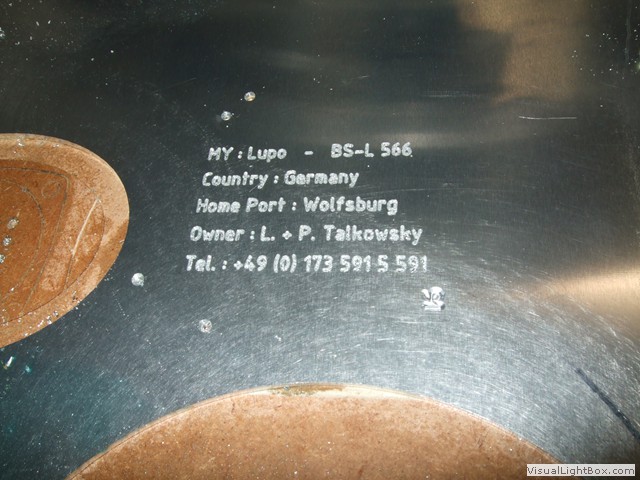 MY : Lupo - BS-L 566
Country : Germany
Home Port : Wolfsburg
Owner : L. + P. Talkowsky
Tel. : +49 (0) 173 591 5 591
VisualLightBox.com